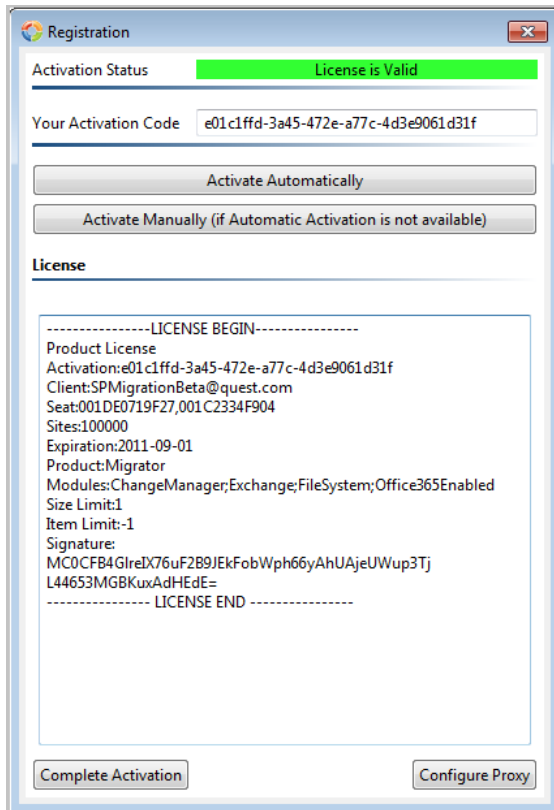 Registration
Activation Status License is Valid
Your Activation Code e01c1ffd-3a45-472e-a77c-4d3e9061d31f
Activate Automatically
Activate Manually (if Automatic Activation is not available)
License
----------------LICENSE BEGIN----------------
Product License
Activation:e01c1ffd-3a45-472e-a77c-4d3e9061d31f
Client:SPMigrationBeta@quest.com
Seat:001DE0719F27,001C2334F904
Sites:100000
Expiration:2011-09-01
Product:Migrator
Modules:ChangeManager;Exchange;FileSystem;Office365Enabled
Size Limit:1
Item Limit:-1
Signature:
MC0CFB4GlreIX76uF2B9JEkFobWph66yAhUAjeUWup3Tj
L44653MGBKuxAdHEdE=
---------------- LICENSE END ----------------
Complete Activation Configure Proxy